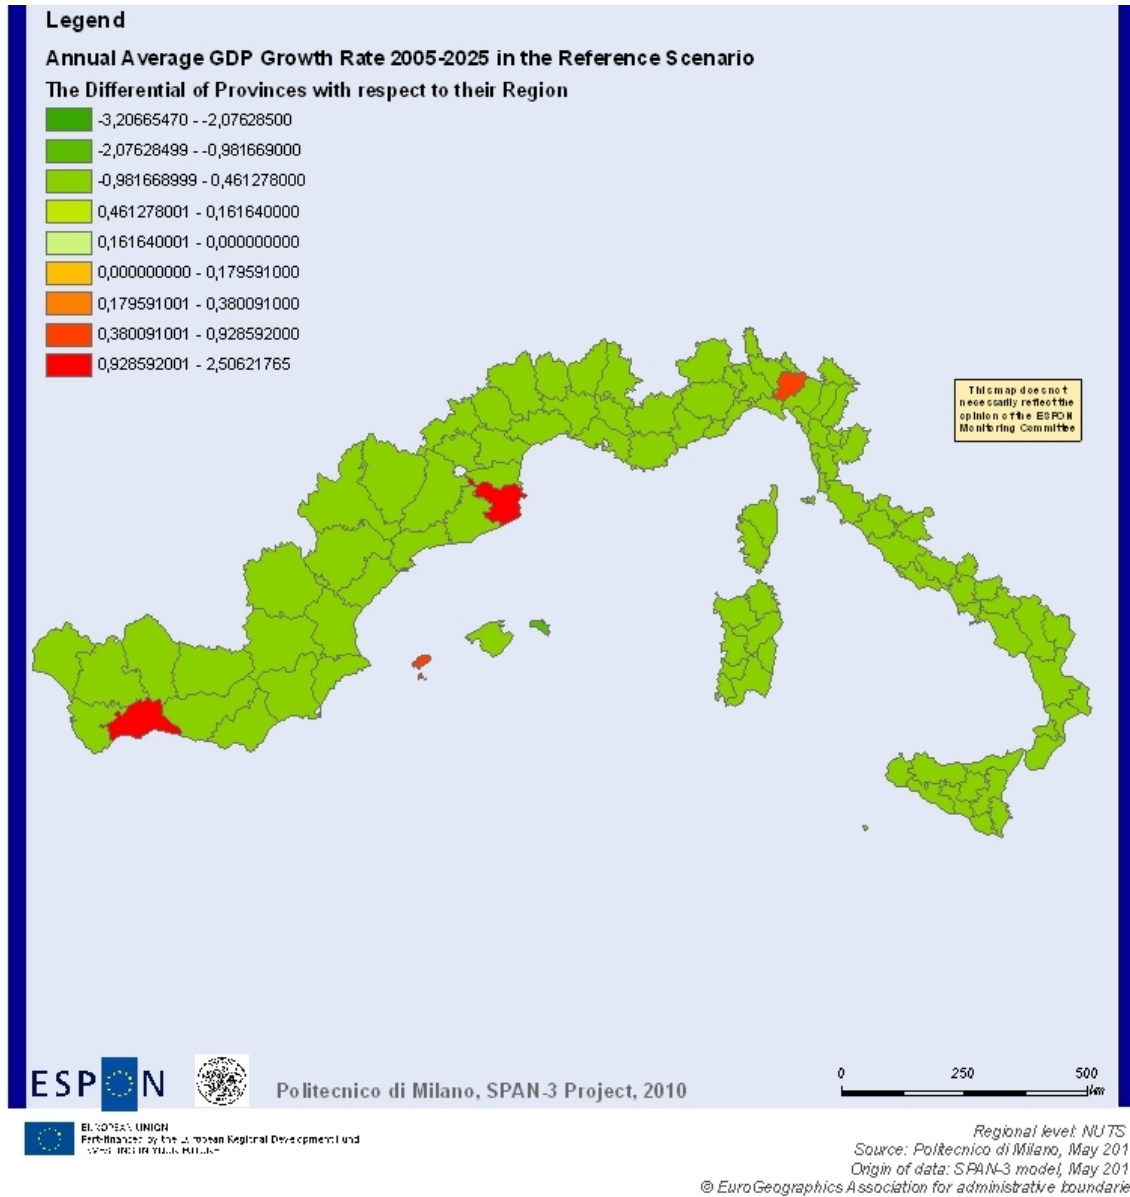 Legend
Annual Average GDP Growth Rate 2005-2025 in the Reference Scenario
The Differential of Provinces with respect to their Region
-3,20665470 - -2,07628500
-2,07628499 - -0,981669000
-0,981668999 - 0,461278000
0,461278001 - 0,161640000
0,161640001 - 0,000000000
0,000000000 - 0,179591000
0,179591001 - 0,380091000
0,380091001 - 0,928592000
0,928592001 - 2,50621765
This map does not
necessarily reflect the
opinion of the ESPON
Monitoring Committee
0 250 500
km
ESPON
Politecnico di Milano, SPAN-3 Project, 2010
EUROPEAN UNION
Part-financed by the European Regional Development Fund
INVESTING IN YOUR FUTURE
Regional level: NUTS
Source: Politecnico di Milano, May 201
Origin of data: SPAN-3 model, May 201
© EuroGeographics Association for administrative boundarie